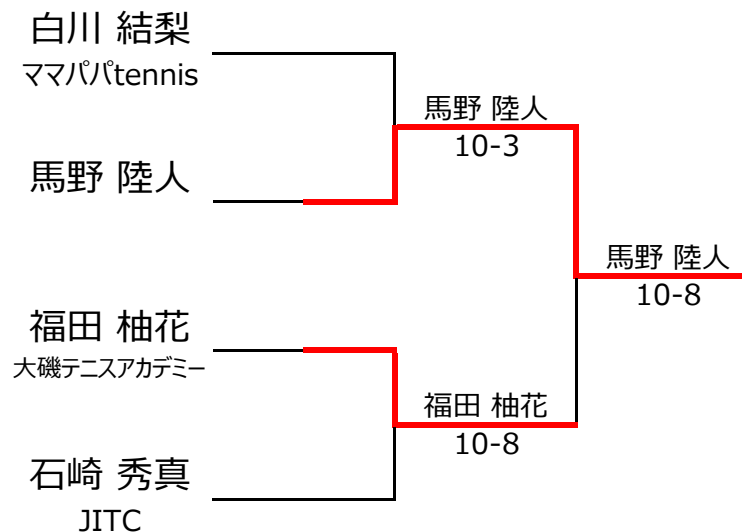 白川 結梨
ママパパtennis
馬野 陸人
10-3
馬野 陸人
馬野 陸人
10-8
福田 柚花
大磯テニスアカデミー
福田 柚花
10-8
石崎 秀真
JITC